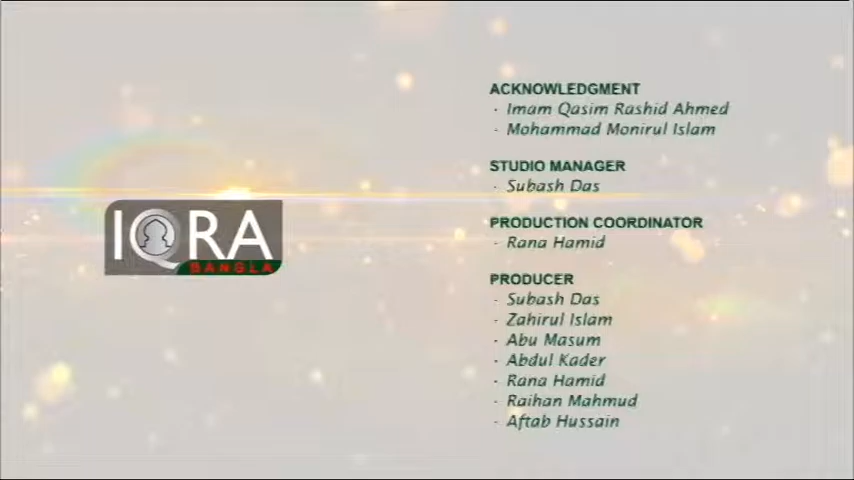 IQRA
BANGLA
ACKNOWLEDGMENT
- Imam Qasim Rashid Ahmed
- Mohammad Monirul Islam
STUDIO MANAGER
- Subash Das
PRODUCTION COORDINATOR
- Rana Hamid
PRODUCER
- Subash Das
- Zahirul Islam
- Abu Masum
- Abdul Kader
- Rana Hamid
- Raihan Mahmud
- Aftab Hussain